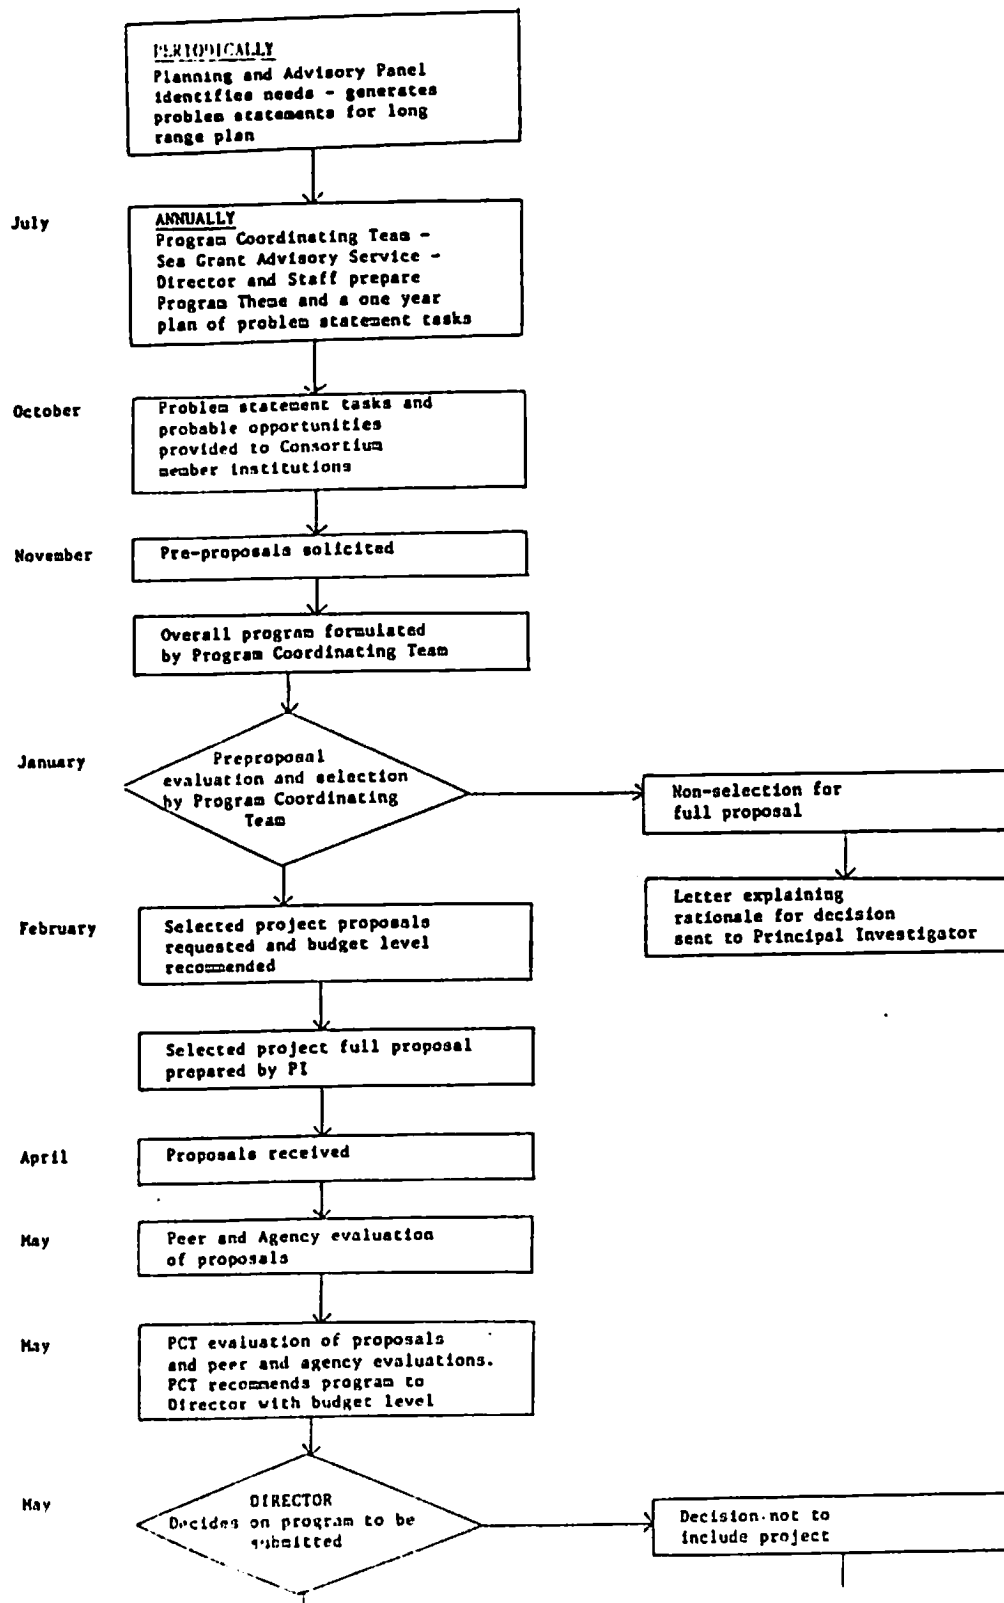 PERIODICALLY
Planning and Advisory Panel
identifies needs - generates
problem statements for long
range plan
July
ANNUALLY
Program Coordinating Team -
Sea Grant Advisory Service -
Director and Staff prepare
Program Theme and a one year
plan of problem statement tasks
October
Problem statement tasks and
probable opportunities
provided to Consortium
member institutions
November
Pre-proposals solicited
Overall program formulated
by Program Coordinating Team
January
Preproposal
evaluation and selection
by Program Coordinating
Team
Non-selection for
full proposal
Letter explaining
rationale for decision
sent to Principal Investigator
February
Selected project proposals
requested and budget level
recommended
Selected project full proposal
prepared by PI
April
Proposals received
May
Peer and Agency evaluation
of proposals
May
PCT evaluation of proposals
and peer and agency evaluations.
PCT recommends program to
Director with budget level
May
DIRECTOR
Decides on program to be
submitted
Decision not to
include project